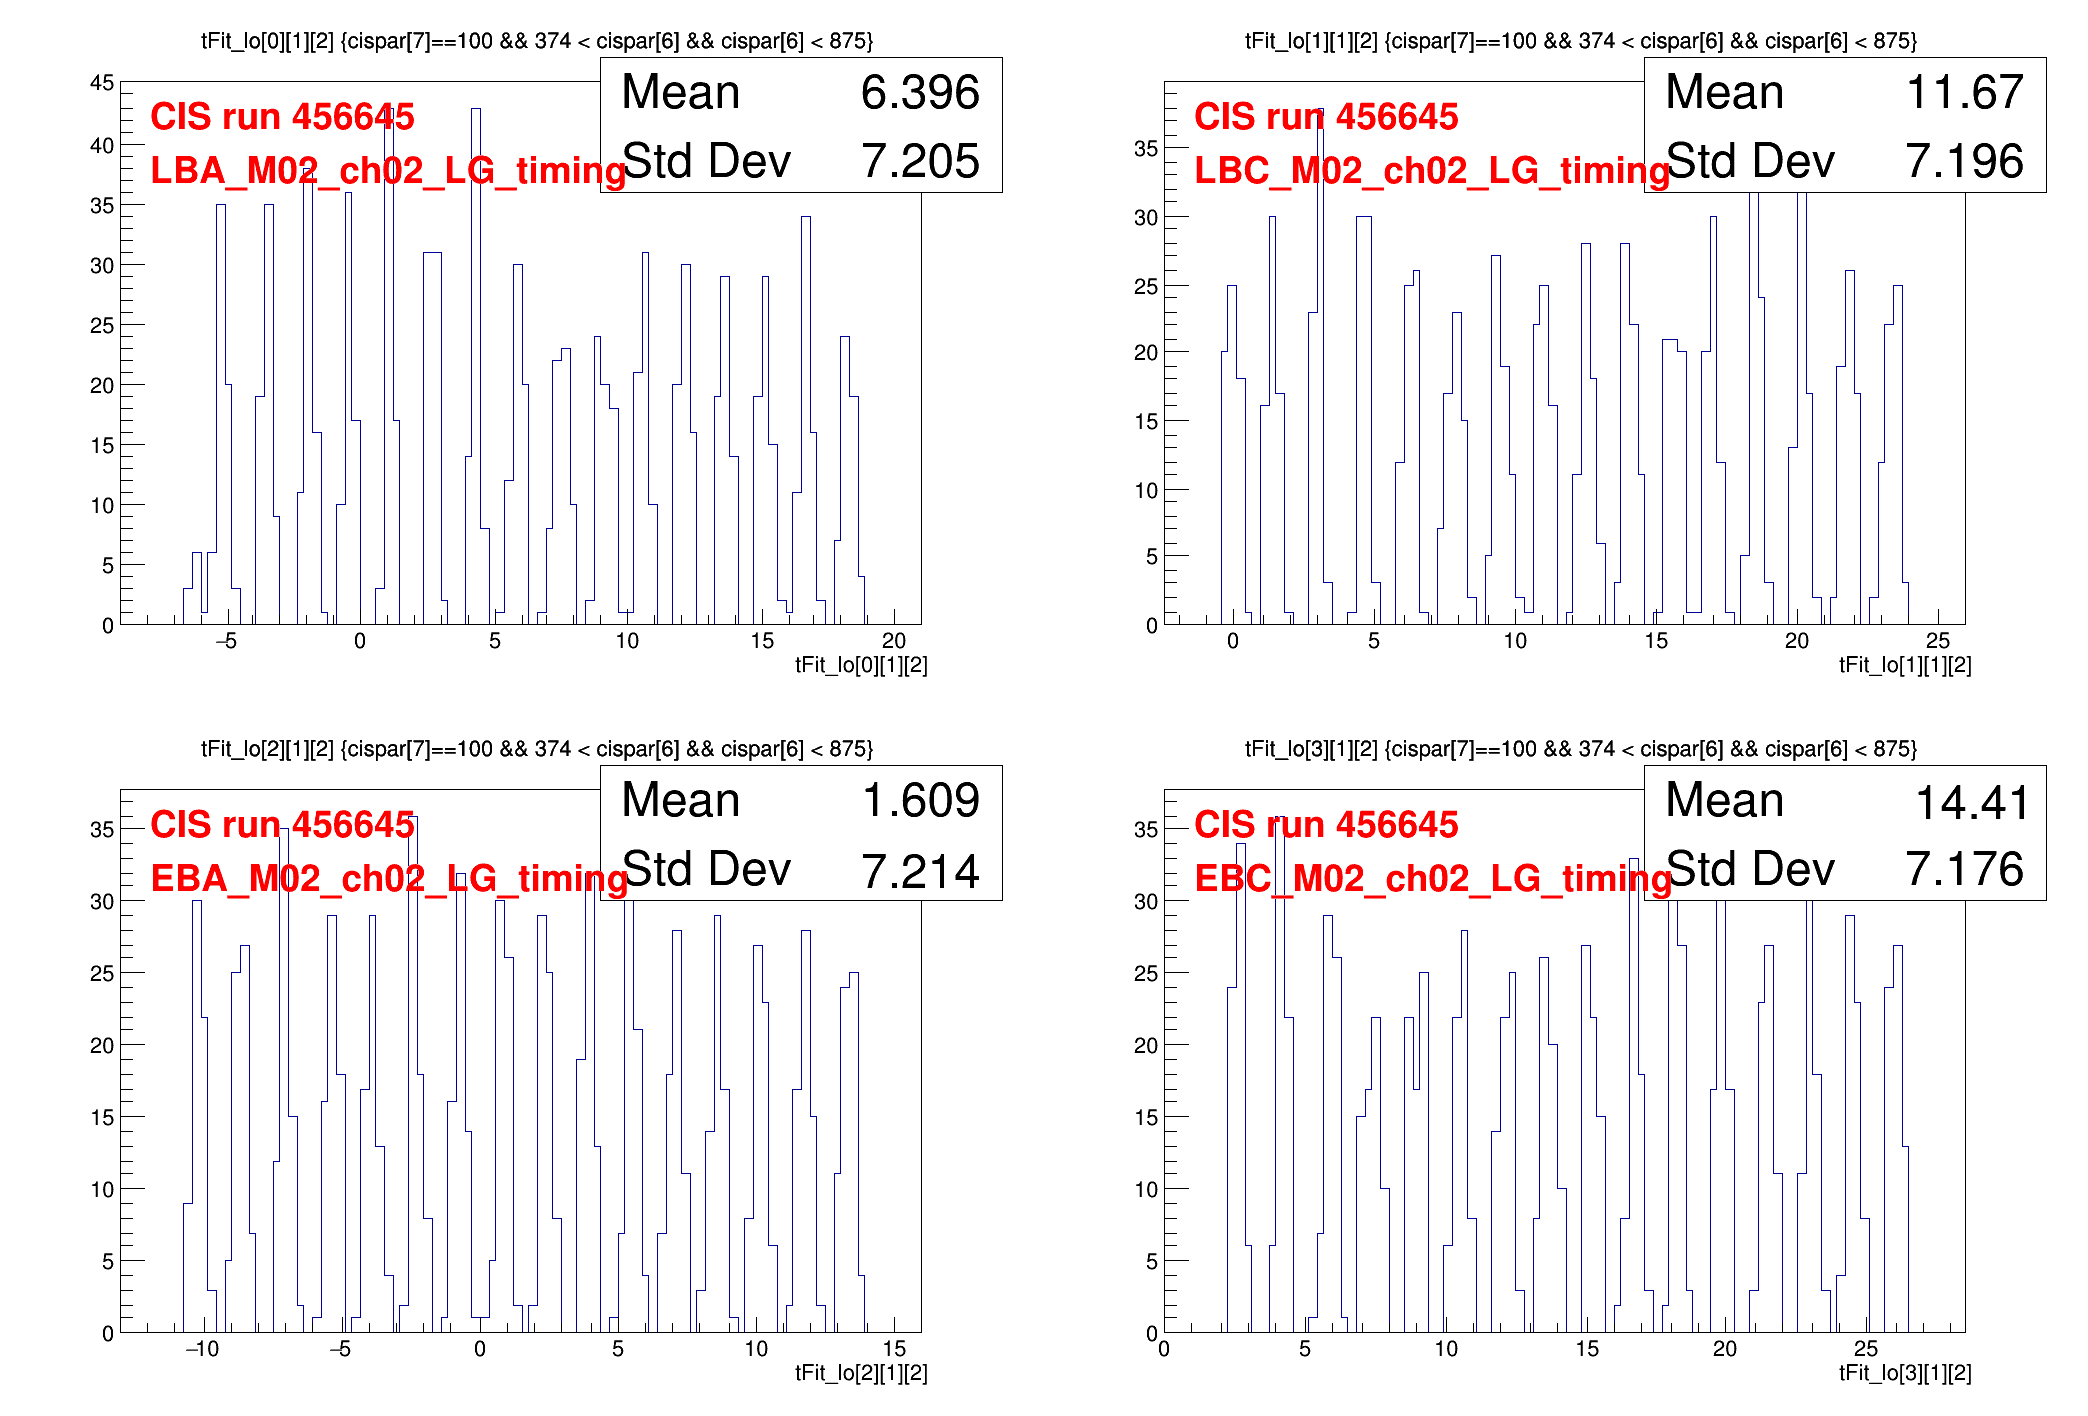 tFit_lo[0][1][2] {cispar[7]==100 && 374 < cispar[6] && cispar[6] < 875}
Mean 6.396
Std Dev 7.205
CIS run 456645
LBA_M02_ch02_LG_timing
45
40
35
30
25
20
15
10
5
0
−5 0 5 10 15 20
tFit_lo[0][1][2]
tFit_lo[1][1][2] {cispar[7]==100 && 374 < cispar[6] && cispar[6] < 875}
Mean 11.67
Std Dev 7.196
CIS run 456645
LBC_M02_ch02_LG_timing
35
30
25
20
15
10
5
0
0 5 10 15 20 25
tFit_lo[1][1][2]
tFit_lo[2][1][2] {cispar[7]==100 && 374 < cispar[6] && cispar[6] < 875}
Mean 1.609
Std Dev 7.214
CIS run 456645
EBA_M02_ch02_LG_timing
35
30
25
20
15
10
5
0
−10 −5 0 5 10 15
tFit_lo[2][1][2]
tFit_lo[3][1][2] {cispar[7]==100 && 374 < cispar[6] && cispar[6] < 875}
Mean 14.41
Std Dev 7.176
CIS run 456645
EBC_M02_ch02_LG_timing
35
30
25
20
15
10
5
0
0 5 10 15 20 25
tFit_lo[3][1][2]